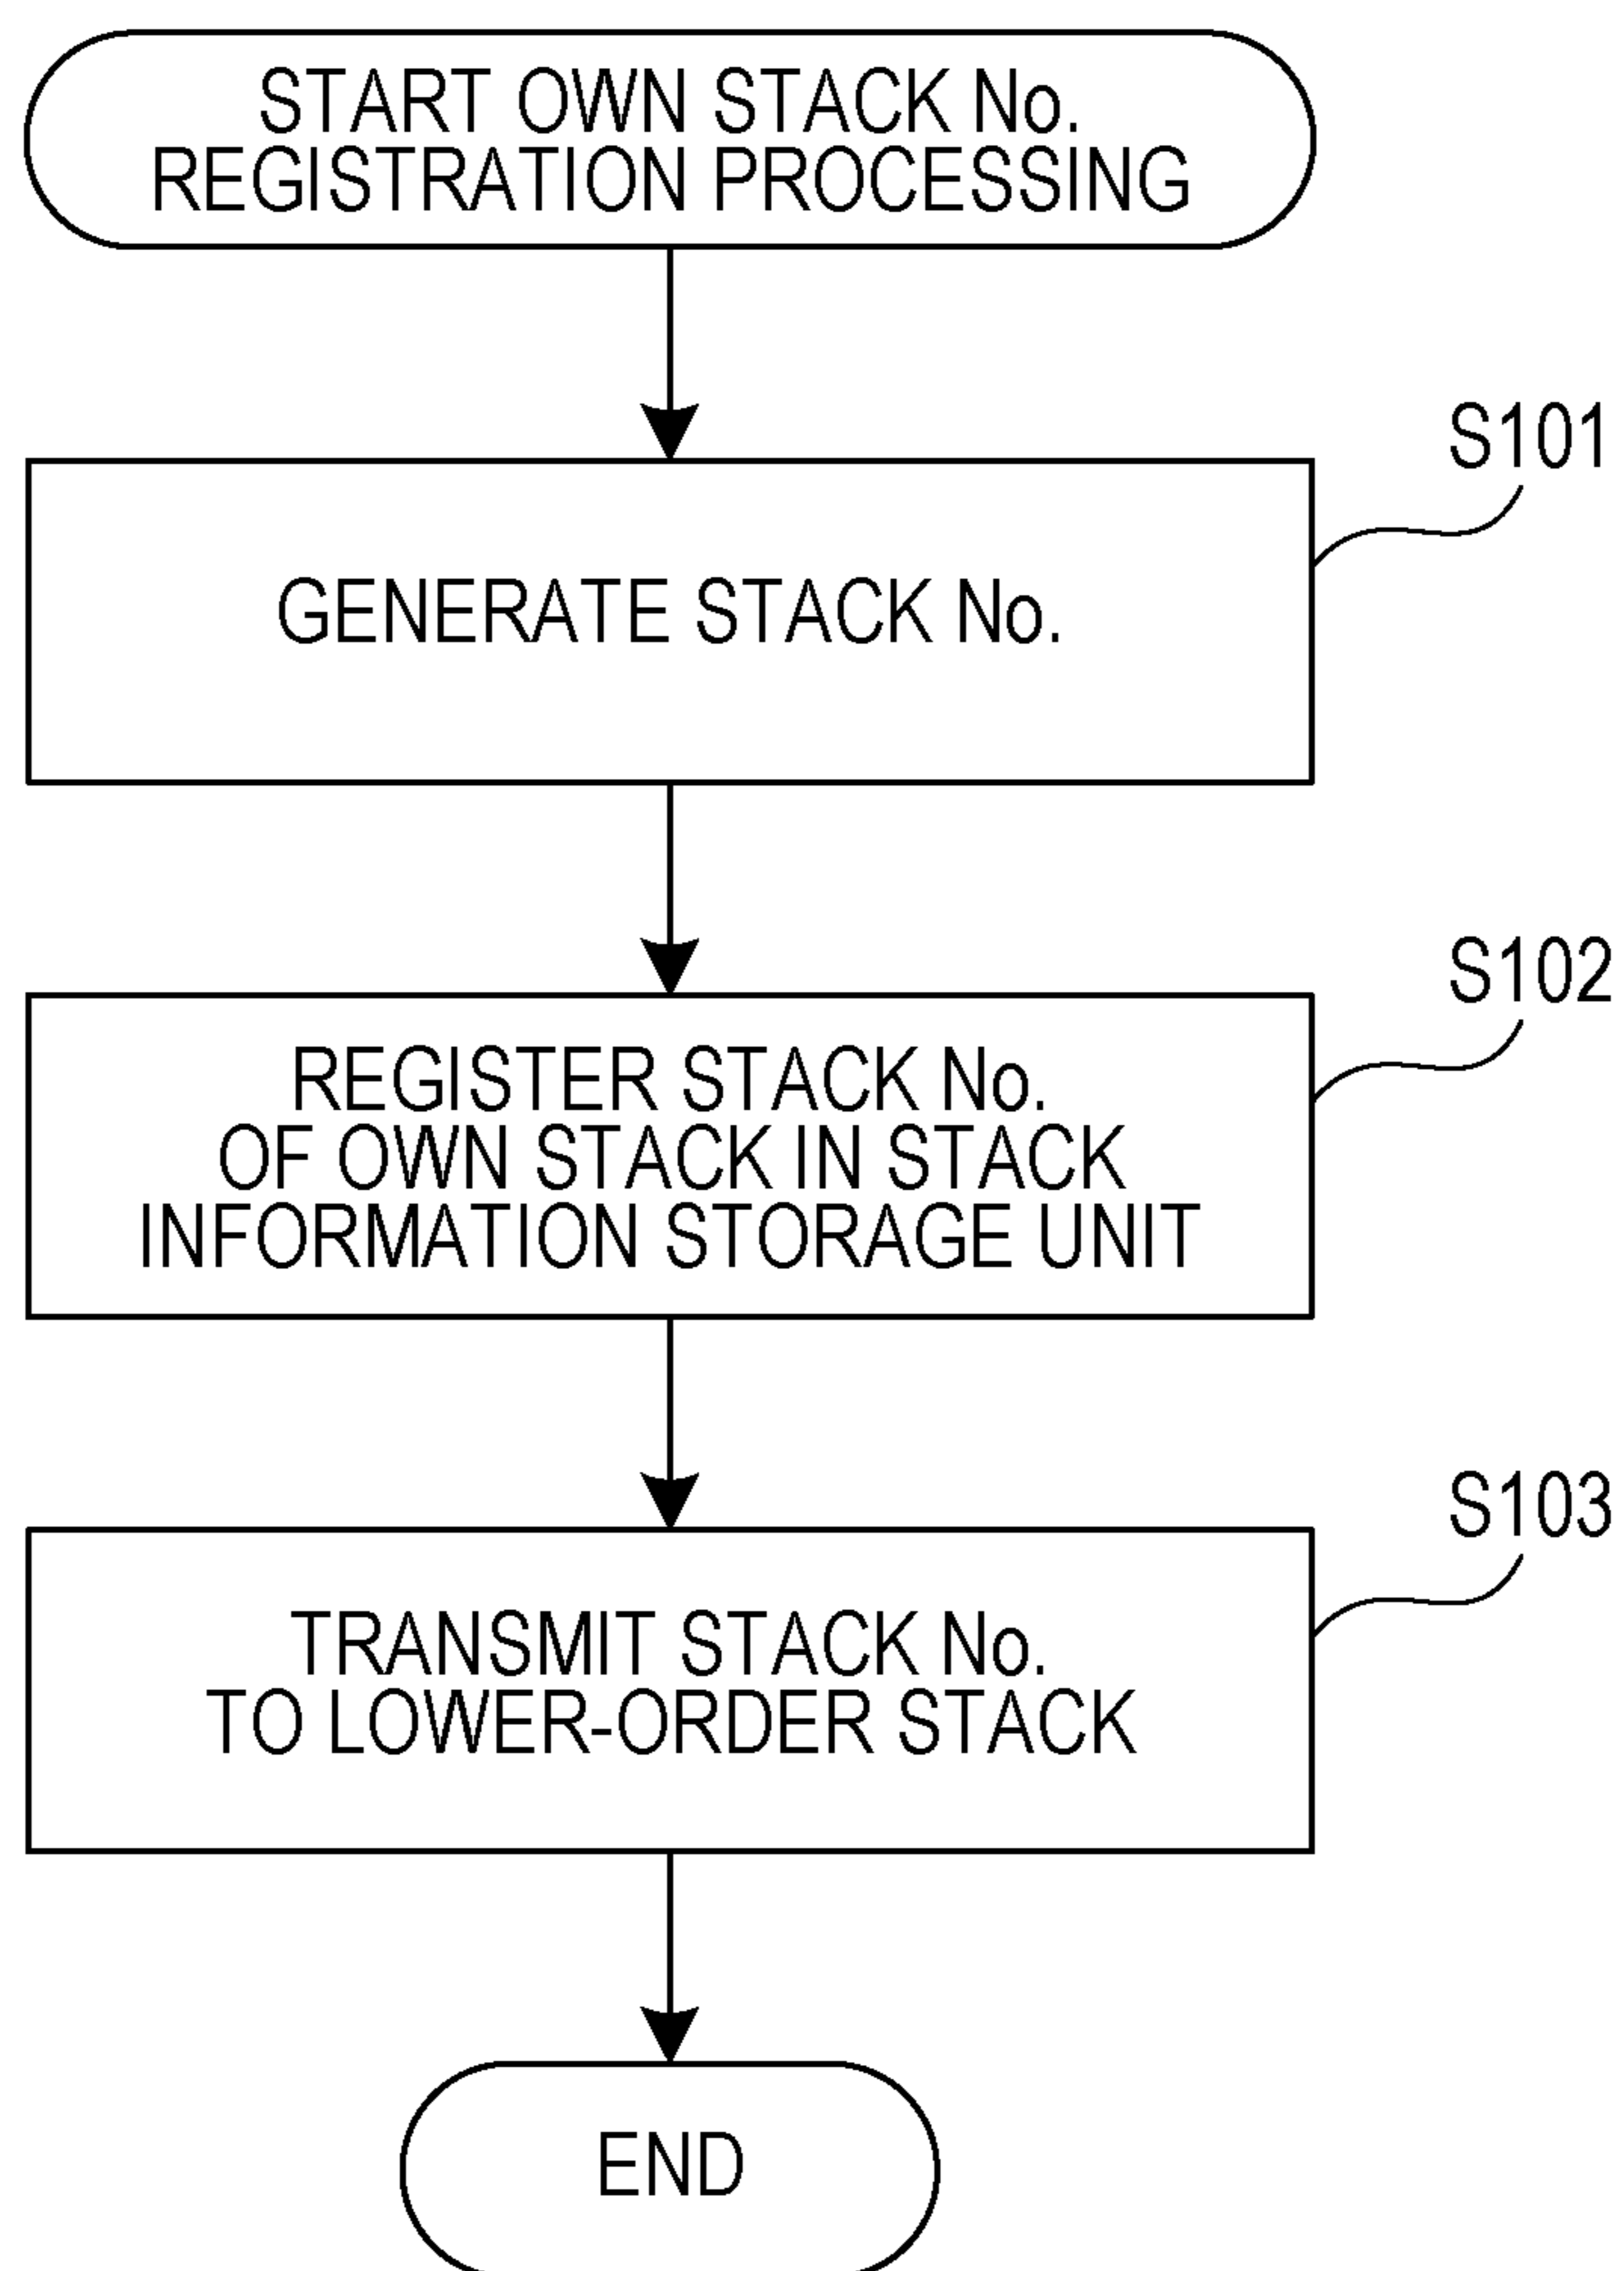 START OWN STACK No.
REGISTRATION PROCESSING
S101
GENERATE STACK No.
S102
REGISTER STACK No.
OF OWN STACK IN STACK
INFORMATION STORAGE UNIT
S103
TRANSMIT STACK No.
TO LOWER-ORDER STACK
END